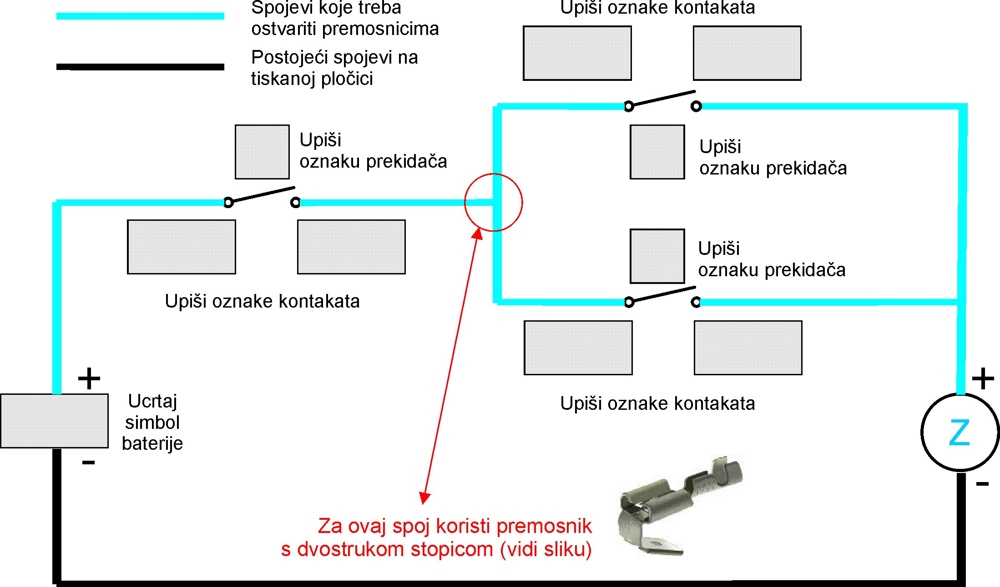 Spojevi koje treba
ostvariti premosnicima
Postojeći spojevi na
tiskanoj pločici
Upiši oznake kontakata
Upiši
oznaku prekidača
Upiši
oznaku prekidača
Upiši
oznaku prekidača
Upiši oznake kontakata
Upiši oznake kontakata
+
Ucrtaj
simbol
baterije
-
+
Z
-
Za ovaj spoj koristi premosnik
s dvostrukom stopicom (vidi sliku)